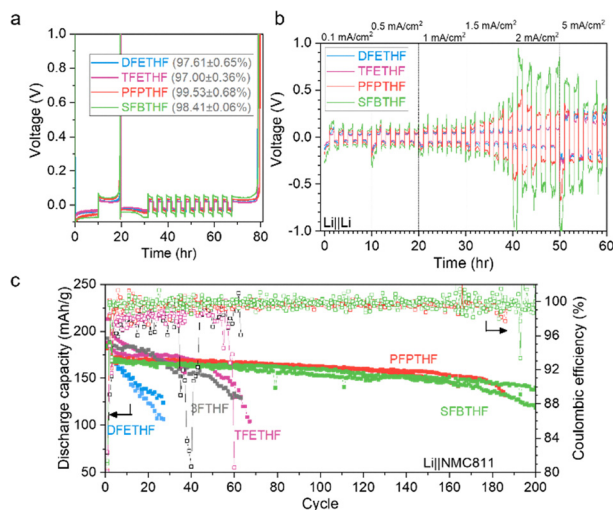 a
b
0.1 mA/cm²
0.5 mA/cm²
1 mA/cm²
1.5 mA/cm²
2 mA/cm²
5 mA/cm²
DFETHF (97.61±0.65%)
TFETHF (97.00±0.36%)
PFPTHF (99.53±0.68%)
SFBTHF (98.41±0.06%)
Voltage (V)
1.0
0.8
0.6
0.4
0.2
0.0
0 20 40 60 80
Time (hr)
DFETHF
TFETHF
PFPTHF
SFBTHF
Voltage (V)
1.0
0.5
0.0
-0.5
-1.0
Li||Li
0 10 20 30 40 50 60
Time (hr)
c
Discharge capacity (mAh/g)
250
200
150
100
50
DFETHF
3FTHF
TFETHF
PFPTHF
SFBTHF
Li||NMC811
100
96
92
88
84
80
Coulombic efficiency (%)
0 20 40 60 80 100 120 140 160 180 200
Cycle